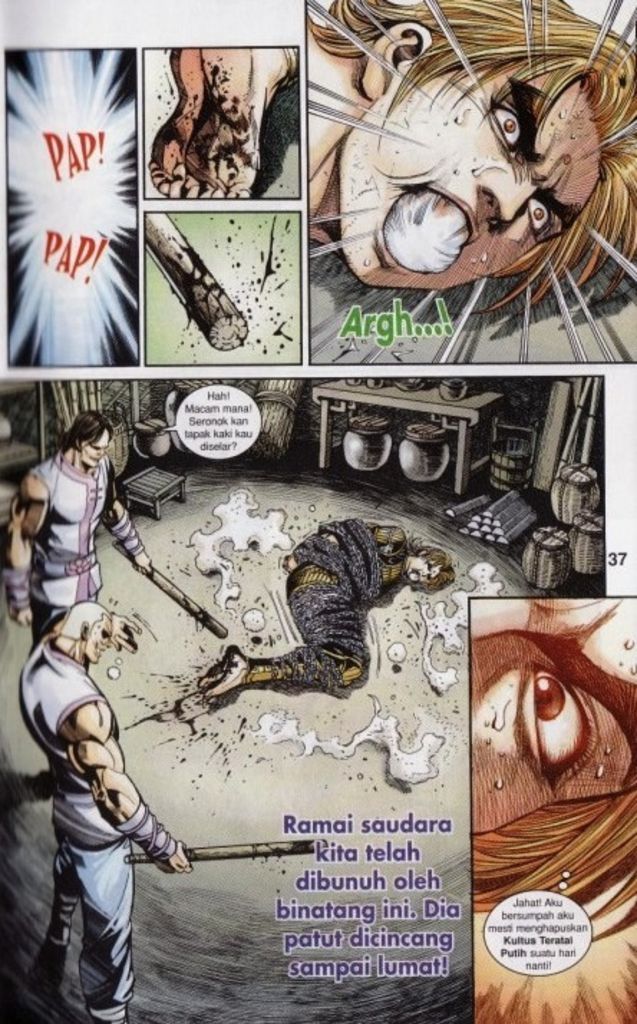 PAP!
PAP!
Argh...!
Hah!
Macam mana!
Seronok kan
tapak kaki kau
diselar?
37
Ramai saudara
kita telah
dibunuh oleh
binatang ini. Dia
patut dicincang
sampai lumat!
Jahat! Aku
bersumpah aku
mesti menghapuskan
Kultus Teratai
Putih suatu hari
nanti!